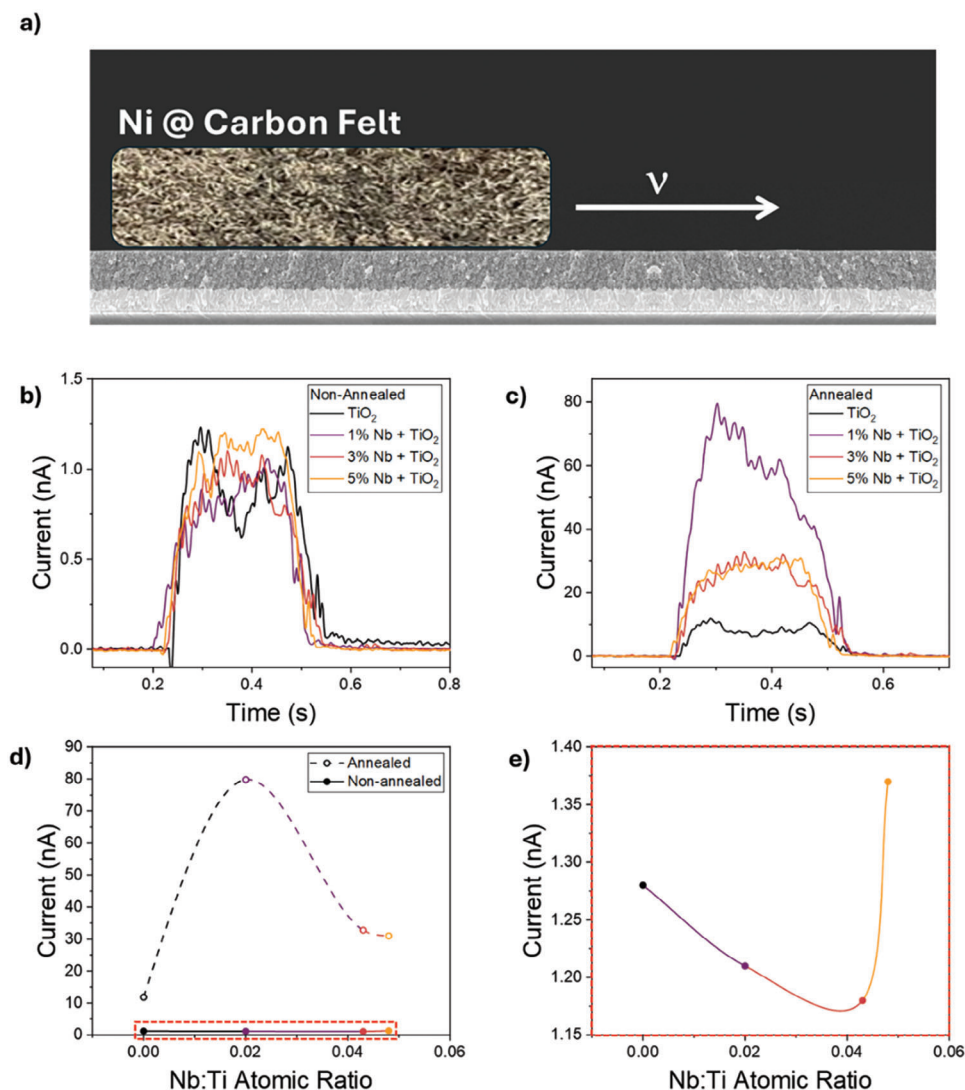 a)
Ni @ Carbon Felt
ν
b)
1.5
1.0
0.5
0.0
Current (nA)
Non-Annealed
TiO₂
1% Nb + TiO₂
3% Nb + TiO₂
5% Nb + TiO₂
0.2 0.4 0.6 0.8
Time (s)
c)
80
60
40
20
0
Current (nA)
Annealed
TiO₂
1% Nb + TiO₂
3% Nb + TiO₂
5% Nb + TiO₂
0.2 0.4 0.6
Time (s)
d)
90
80
70
60
50
40
30
20
10
0
Current (nA)
Annealed
Non-annealed
0.00 0.02 0.04 0.06
Nb:Ti Atomic Ratio
e)
1.40
1.35
1.30
1.25
1.20
1.15
Current (nA)
0.00 0.02 0.04 0.06
Nb:Ti Atomic Ratio